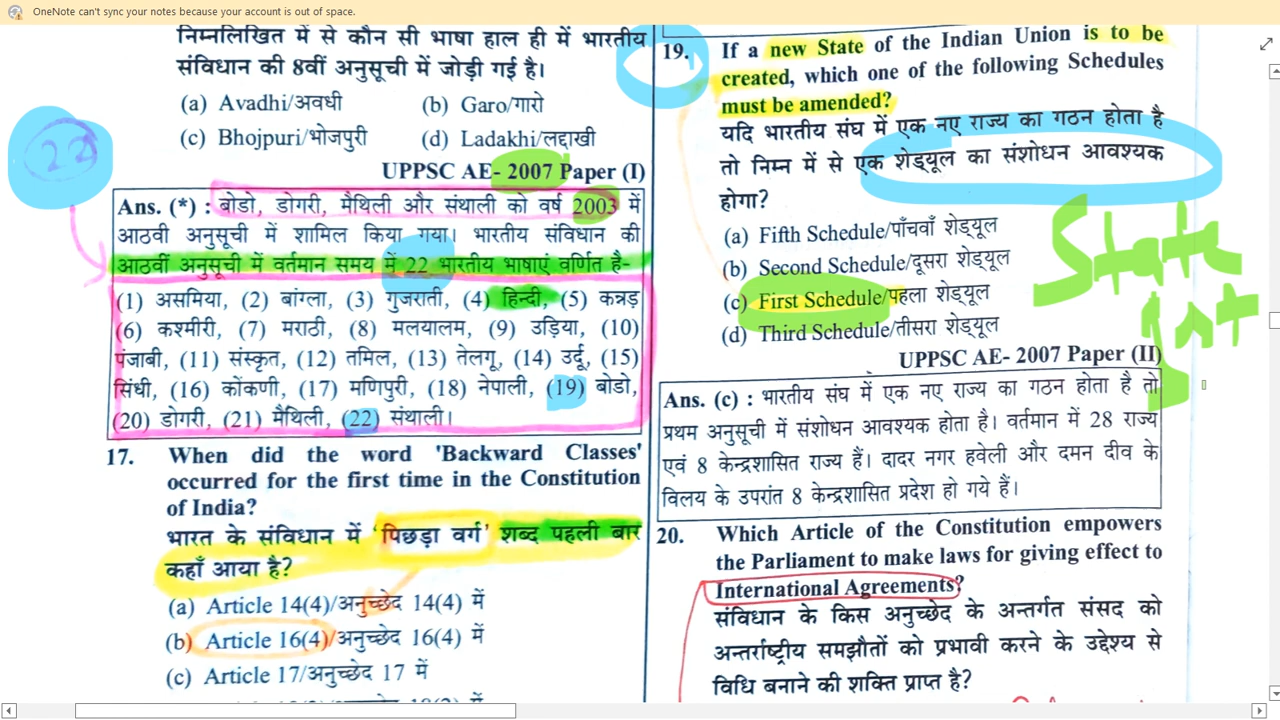 OneNote can't sync your notes because your account is out of space.
निम्नलिखित में से कौन सी भाषा हाल ही में भारतीय
संविधान की 8वीं अनुसूची में जोड़ी गई है।
(a) Avadhi/अवधी (b) Garo/गारो
(c) Bhojpuri/भोजपुरी (d) Ladakhi/लद्दाखी
UPPSC AE- 2007 Paper (I)
22
Ans. (*) : बोडो, डोगरी, मैथिली और संथाली को वर्ष 2003 में
आठवी अनुसूची में शामिल किया गया। भारतीय संविधान की
आठवीं अनुसूची में वर्तमान समय में 22 भारतीय भाषाएं वर्णित है-
(1) असमिया, (2) बांग्ला, (3) गुजराती, (4) हिन्दी, (5) कन्नड़
(6) कश्मीरी, (7) मराठी, (8) मलयालम, (9) उड़िया, (10)
पंजाबी, (11) संस्कृत, (12) तमिल, (13) तेलगू, (14) उर्दू, (15)
सिंधी, (16) कोंकणी, (17) मणिपुरी, (18) नेपाली, (19) बोडो,
(20) डोगरी, (21) मैथिली, (22) संथाली।
17. When did the word 'Backward Classes'
occurred for the first time in the Constitution
of India?
भारत के संविधान में 'पिछड़ा वर्ग' शब्द पहली बार
कहाँ आया है?
(a) Article 14(4)/अनुच्छेद 14(4) में
(b) Article 16(4)/अनुच्छेद 16(4) में
(c) Article 17/अनुच्छेद 17 में
19. If a new State of the Indian Union is to be
created, which one of the following Schedules
must be amended?
यदि भारतीय संघ में एक नए राज्य का गठन होता है
तो निम्न में से एक शेड्यूल का संशोधन आवश्यक
होगा?
(a) Fifth Schedule/पाँचवाँ शेड्यूल
(b) Second Schedule/दूसरा शेड्यूल
(c) First Schedule/पहला शेड्यूल
(d) Third Schedule/तीसरा शेड्यूल
State
UPPSC AE- 2007 Paper (II)
Ans. (c) : भारतीय संघ में एक नए राज्य का गठन होता है तो
प्रथम अनुसूची में संशोधन आवश्यक होता है। वर्तमान में 28 राज्य
एवं 8 केन्द्रशासित राज्य हैं। दादर नगर हवेली और दमन दीव के
विलय के उपरांत 8 केन्द्रशासित प्रदेश हो गये हैं।
20. Which Article of the Constitution empowers
the Parliament to make laws for giving effect to
International Agreements?
संविधान के किस अनुच्छेद के अन्तर्गत संसद को
अन्तर्राष्ट्रीय समझौतों को प्रभावी करने के उद्देश्य से
विधि बनाने की शक्ति प्राप्त है?